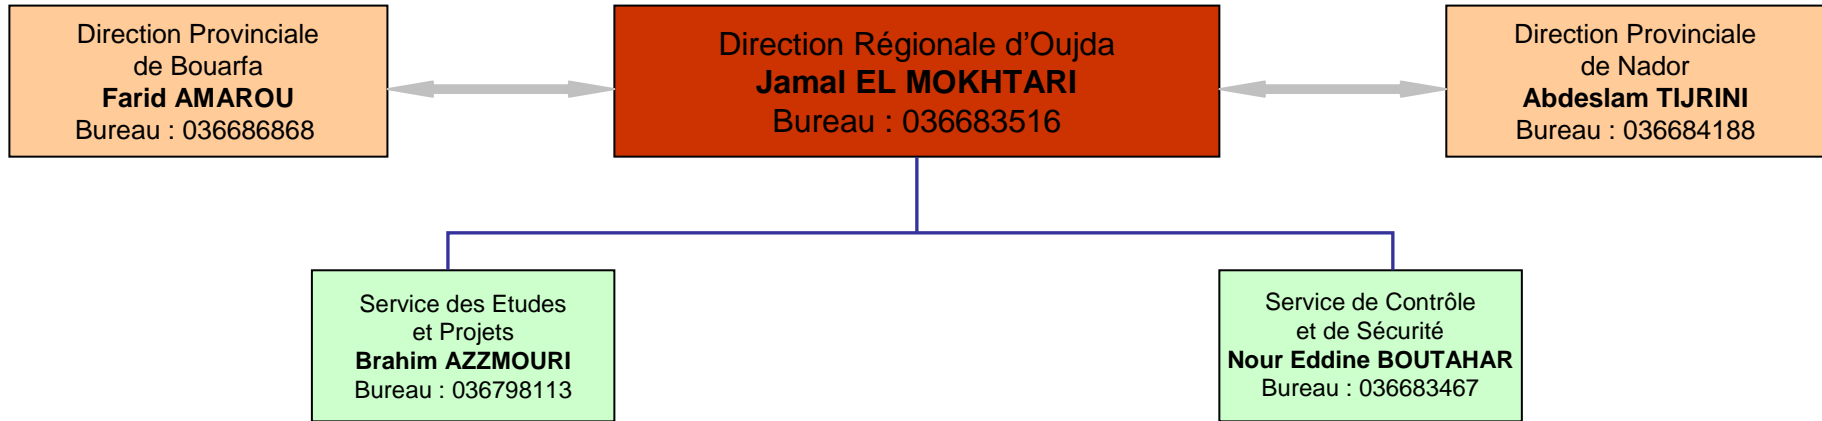 Direction Provinciale
de Bouarfa
Farid AMAROU
Bureau : 036686868
Direction Régionale d’Oujda
Jamal EL MOKHTARI
Bureau : 036683516
Direction Provinciale
de Nador
Abdeslam TIJRINI
Bureau : 036684188
Service des Etudes
et Projets
Brahim AZZMOURI
Bureau : 036798113
Service de Contrôle
et de Sécurité
Nour Eddine BOUTAHAR
Bureau : 036683467